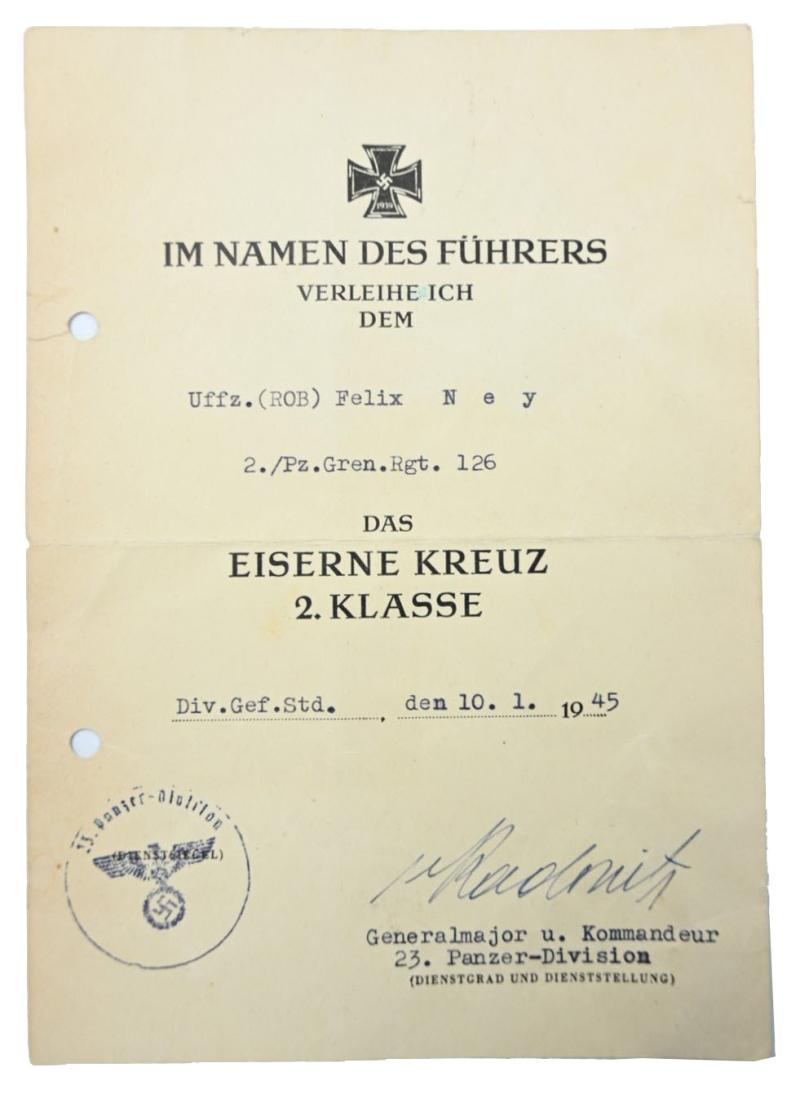 1939
IM NAMEN DES FÜHRERS
VERLEIHE ICH
DEM
Uffz.(ROB) Felix N e y
2./Pz.Gren.Rgt. 126
DAS
EISERNE KREUZ
2. KLASSE
Div.Gef.Std. , den 10. 1. 19 45
23. Panzer-Division
(DIENSTSIEGEL)
v Radowitz
Generalmajor u. Kommandeur
23. Panzer-Division
(DIENSTGRAD UND DIENSTSTELLUNG)